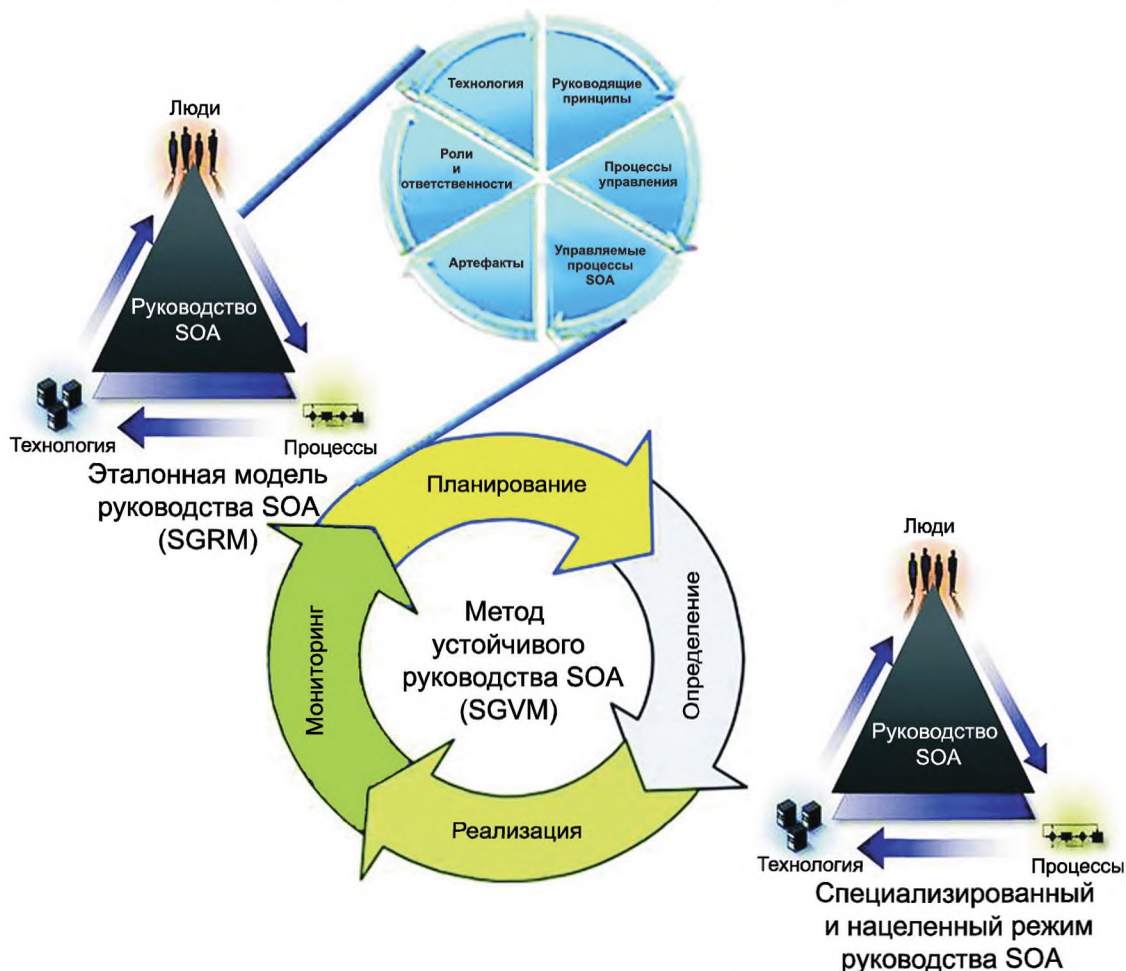 Технология
Руководящие
принципы
Роли
и
ответственности
Процессы
управления
Артефакты
Управляемые
процессы
SOA
Люди
Руководство
SOA
Технология
Процессы
Эталонная модель
руководства SOA
(SGRM)
Планирование
Определение
Реализация
Мониторинг
Метод
устойчивого
руководства SOA
(SGVM)
Люди
Руководство
SOA
Технология
Процессы
Специализированный
и нацеленный режим
руководства SOA